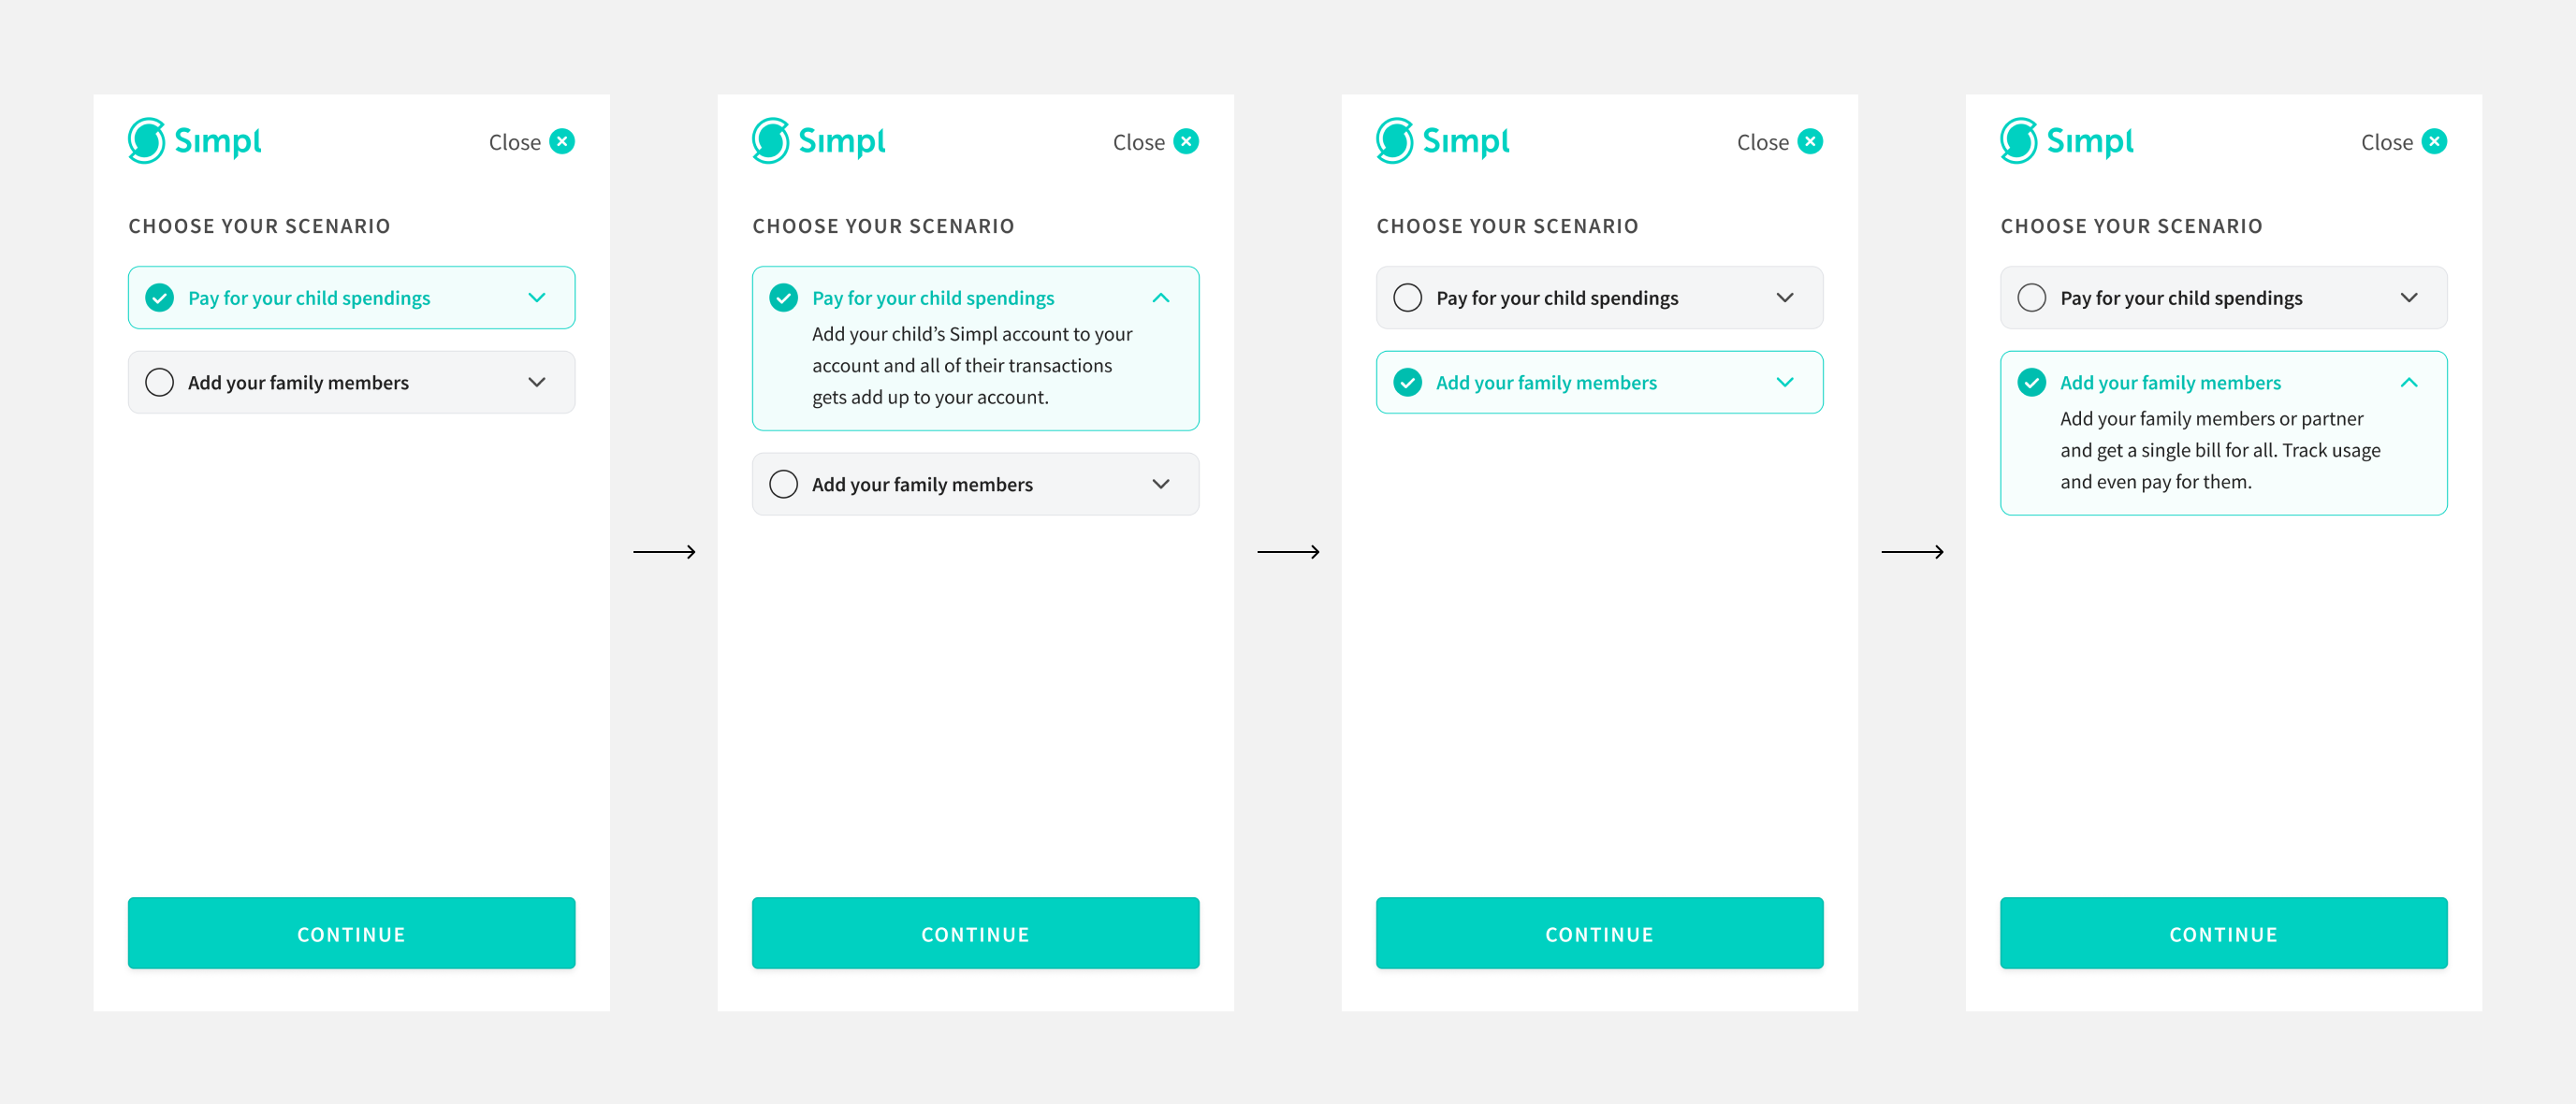 Simpl
Close
CHOOSE YOUR SCENARIO
Pay for your child spendings
Add your family members
CONTINUE
Simpl
Close
CHOOSE YOUR SCENARIO
Pay for your child spendings
Add your child’s Simpl account to your
account and all of their transactions
gets add up to your account.
Add your family members
CONTINUE
Simpl
Close
CHOOSE YOUR SCENARIO
Pay for your child spendings
Add your family members
CONTINUE
Simpl
Close
CHOOSE YOUR SCENARIO
Pay for your child spendings
Add your family members
Add your family members or partner
and get a single bill for all. Track usage
and even pay for them.
CONTINUE